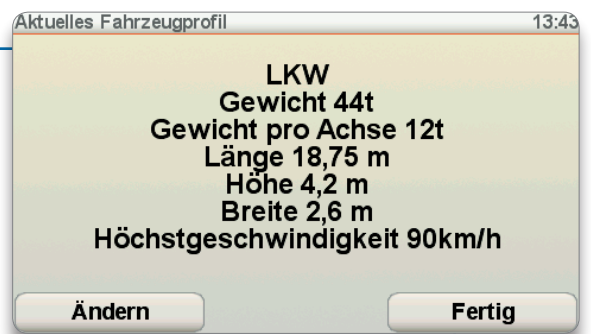 Aktuelles Fahrzeugprofil 13:43
LKW
Gewicht 44t
Gewicht pro Achse 12t
Länge 18,75 m
Höhe 4,2 m
Breite 2,6 m
Höchstgeschwindigkeit 90km/h
Ändern Fertig